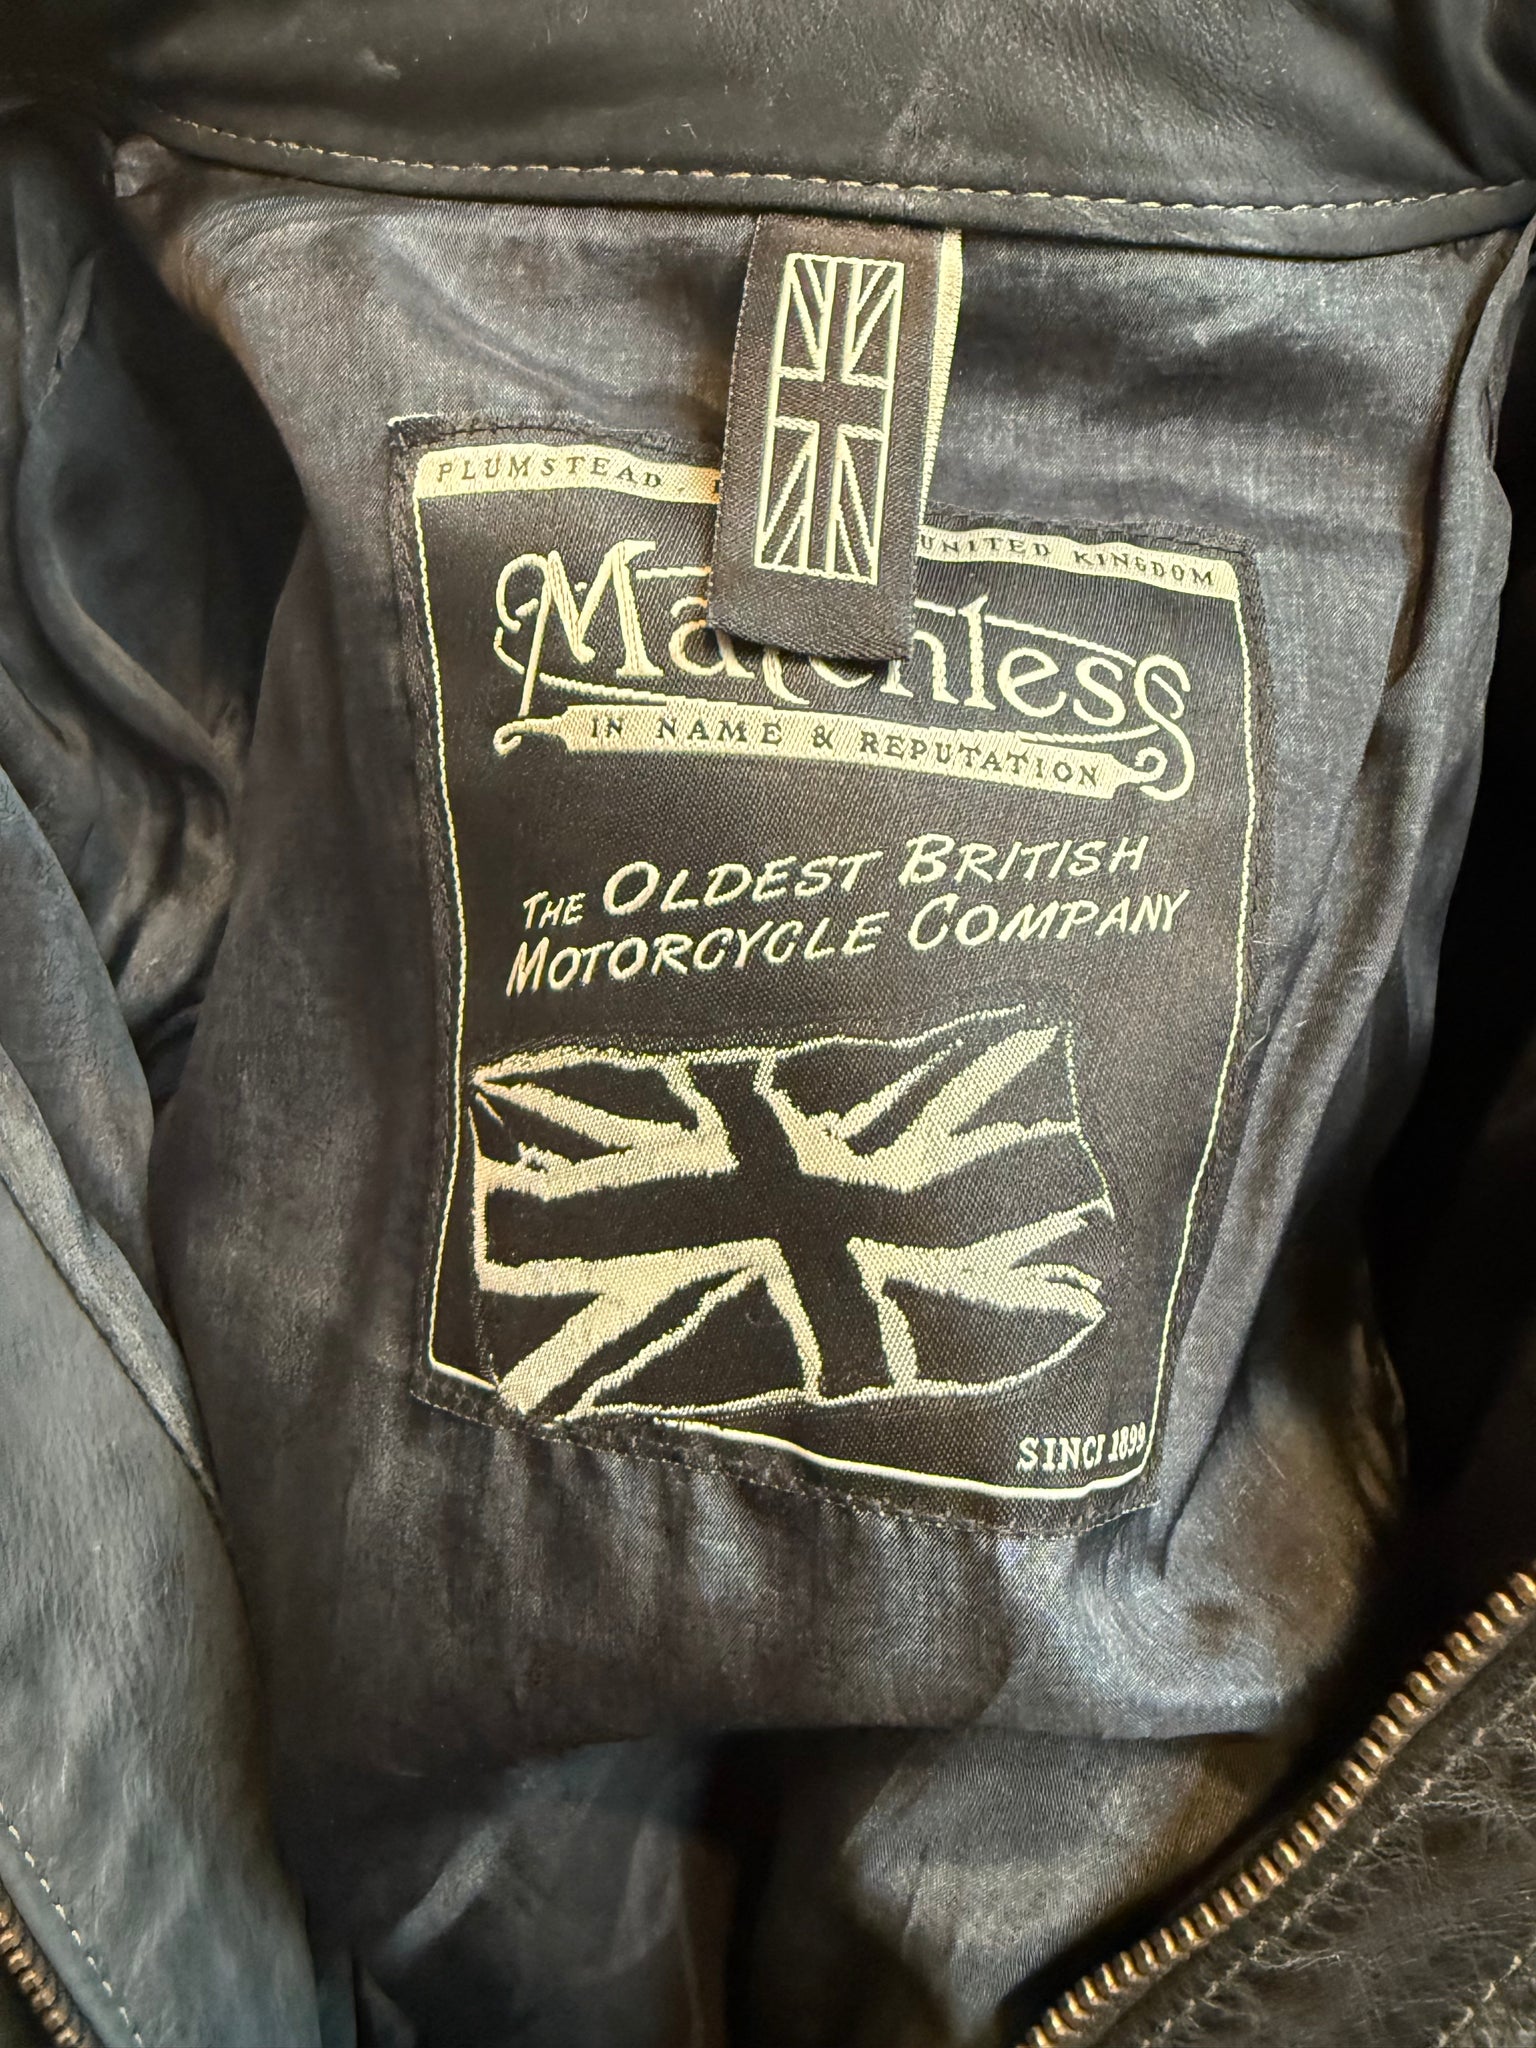 PLUMSTEAD
UNITED KINGDOM
Matchless
IN NAME & REPUTATION
THE OLDEST BRITISH
MOTORCYCLE COMPANY
SINCE 1899